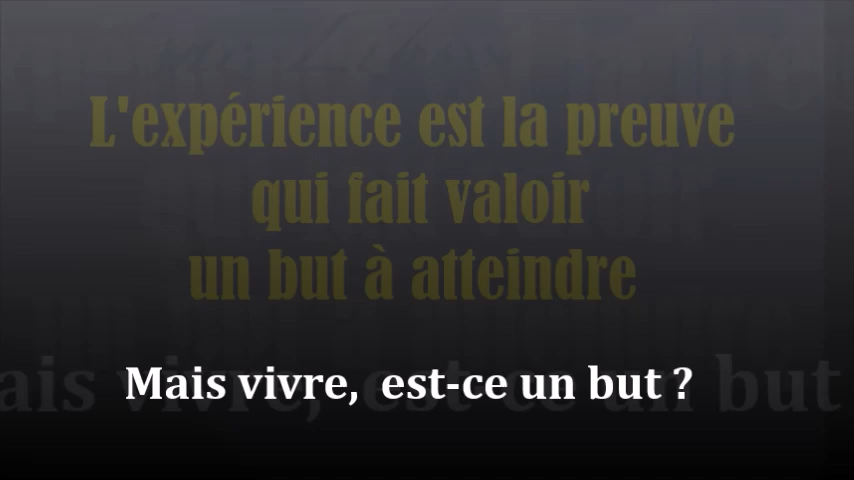 L'expérience est la preuve
qui fait valoir
un but à atteindre
Mais vivre, est-ce un but ?